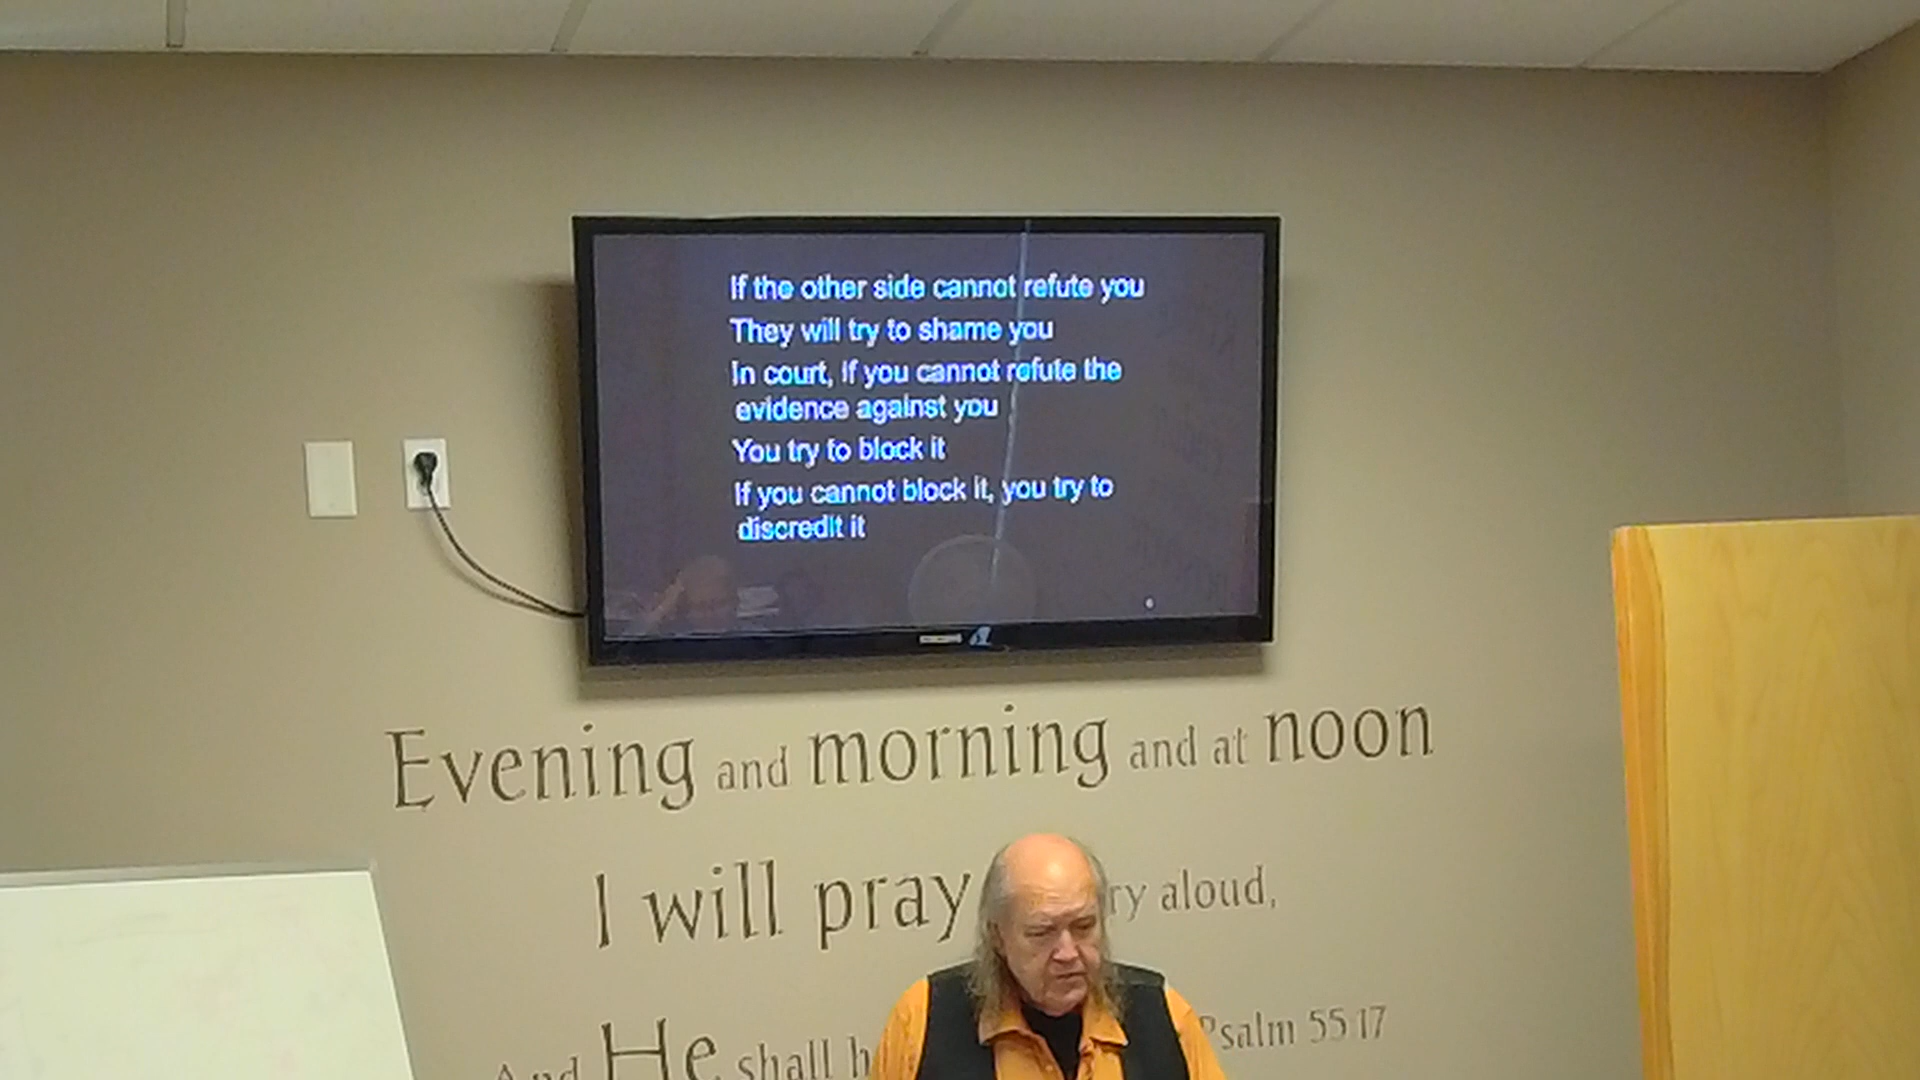 If the other side cannot refute you
They will try to shame you
In court, if you cannot refute the
evidence against you
You try to block it
If you cannot block it, you try to
discredit it
Evening and morning and at noon
I will pray ry aloud,
And He shall h Psalm 55 17